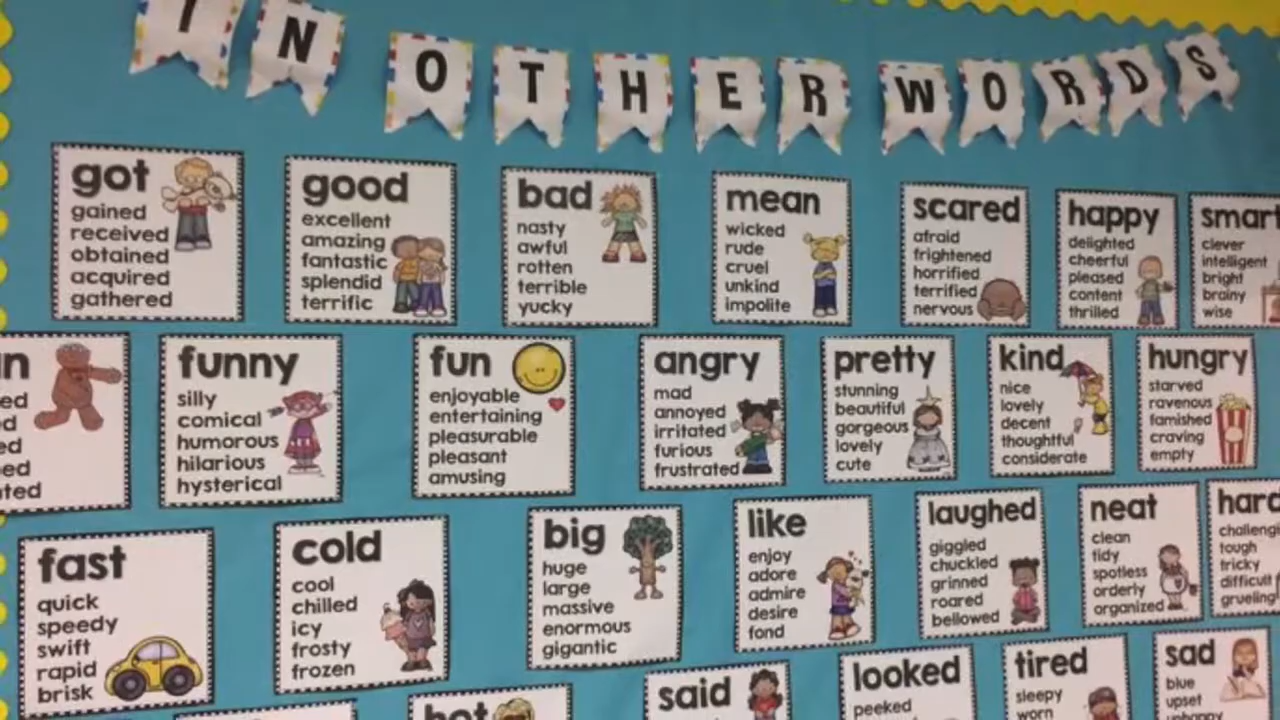 IN OTHER WORDS
got
gained
received
obtained
acquired
gathered
good
excellent
amazing
fantastic
splendid
terrific
bad
nasty
awful
rotten
terrible
yucky
mean
wicked
rude
cruel
unkind
impolite
scared
afraid
frightened
horrified
terrified
nervous
happy
delighted
cheerful
pleased
content
thrilled
smart
clever
intelligent
bright
brainy
wise
funny
silly
comical
humorous
hilarious
hysterical
fun
enjoyable
entertaining
pleasurable
pleasant
amusing
angry
mad
annoyed
irritated
furious
frustrated
pretty
stunning
beautiful
gorgeous
lovely
cute
kind
nice
lovely
decent
thoughtful
considerate
hungry
starved
ravenous
famished
craving
empty
fast
quick
speedy
swift
rapid
brisk
cold
cool
chilled
icy
frosty
frozen
big
huge
large
massive
enormous
gigantic
like
enjoy
adore
admire
desire
fond
laughed
giggled
chuckled
grinned
roared
bellowed
neat
clean
tidy
spotless
orderly
organized
hard
tough
tricky
difficult
grueling
hot
said
looked
peeked
tired
sleepy
worn
sad
blue
upset